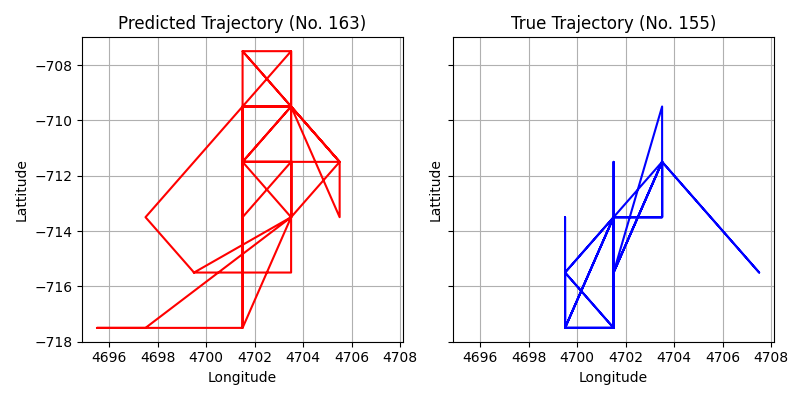 Predicted Trajectory (No. 163)
True Trajectory (No. 155)
Lattitude
−708
−710
−712
−714
−716
−718
4696 4698 4700 4702 4704 4706 4708
Longitude
Lattitude
4696 4698 4700 4702 4704 4706 4708
Longitude